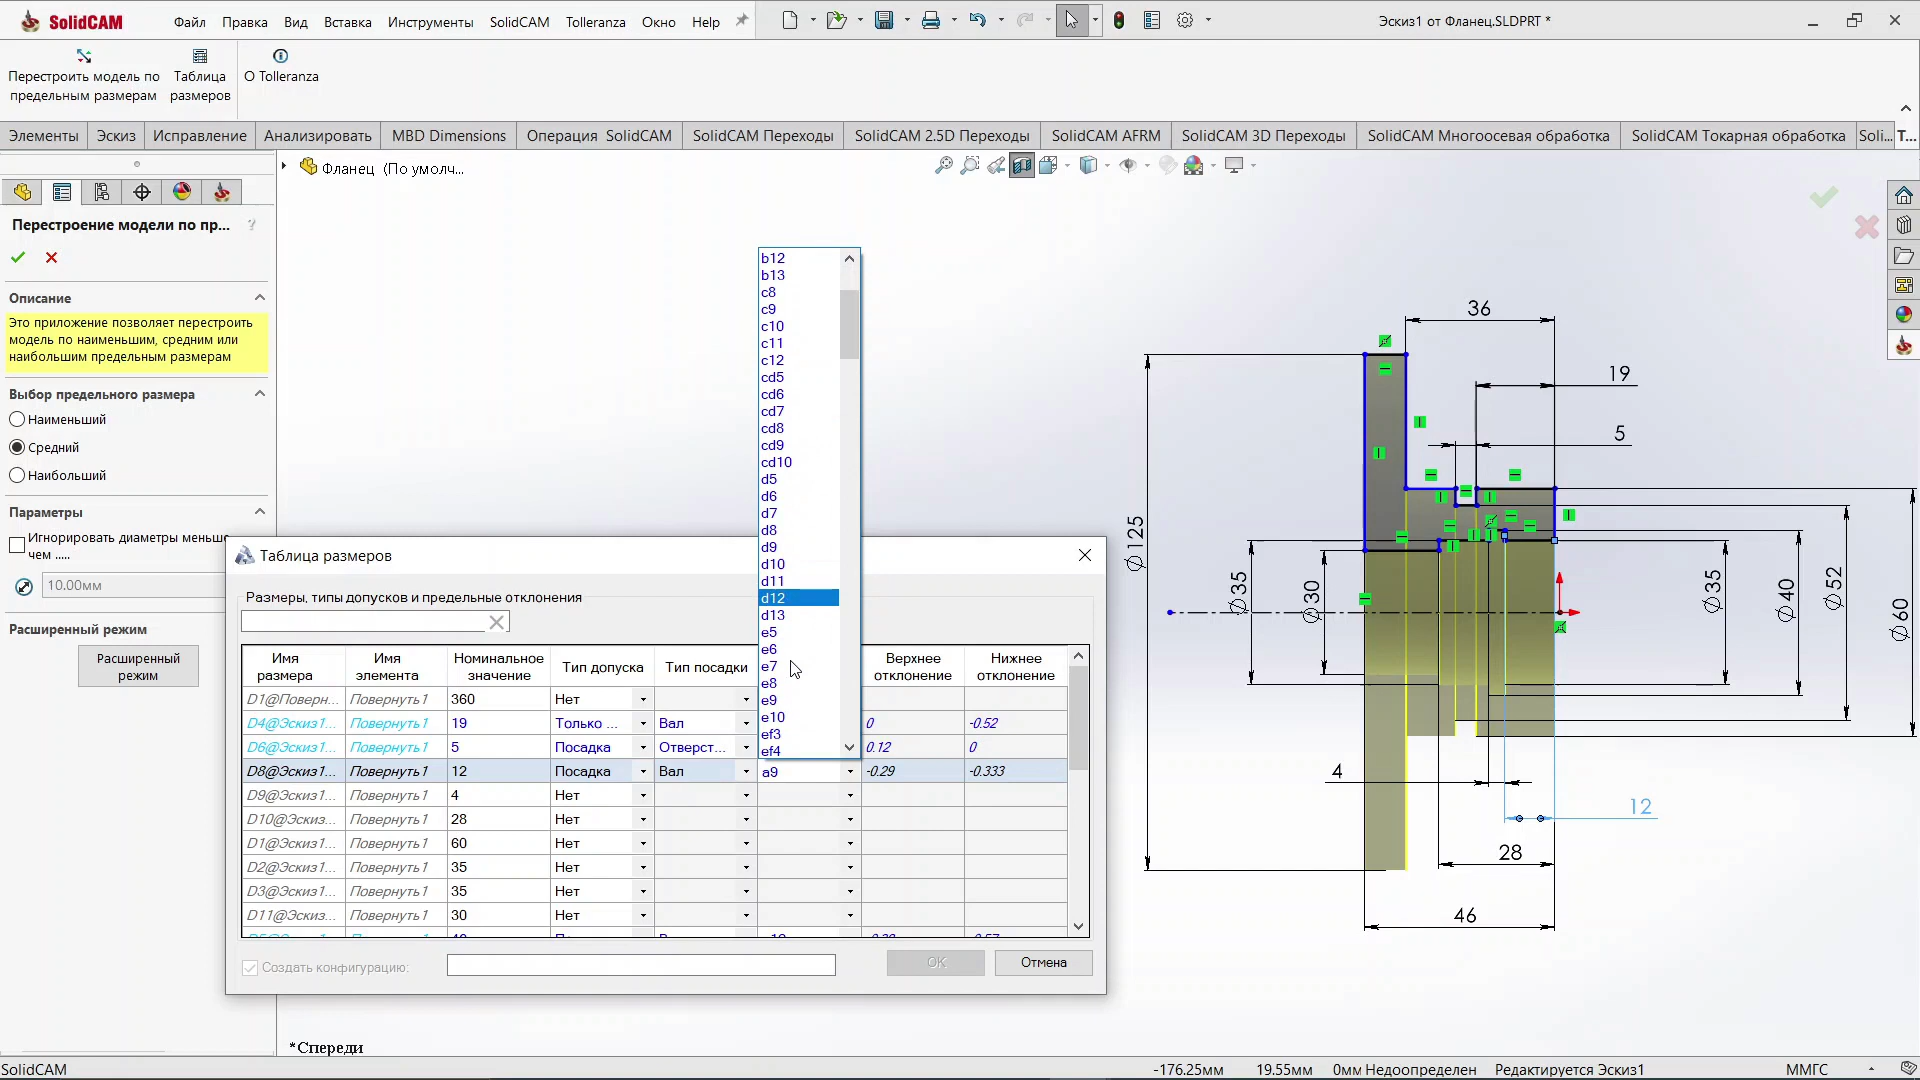 SolidCAM
Файл Правка Вид Вставка Инструменты SolidCAM Tolleranza Окно Help
Эскиз1 от Фланец.SLDPRT *
Перестроить модель по
предельным размерам
Таблица
размеров
О Tolleranza
Элементы Эскиз Исправление Анализировать MBD Dimensions Операция SolidCAM SolidCAM Переходы SolidCAM 2.5D Переходы SolidCAM AFRM SolidCAM 3D Переходы SolidCAM Многоосевая обработка SolidCAM Токарная обработка Soli... Т...
Фланец (По умолч...
Перестроение модели по пр...
?
Описание
Это приложение позволяет перестроить
модель по наименьшим, средним или
наибольшим предельным размерам
Выбор предельного размера
Наименьший
Средний
Наибольший
Параметры
Игнорировать диаметры меньше,
чем .....
10.00мм
Расширенный режим
Расширенный
режим
b12
b13
c8
c9
c10
c11
c12
cd5
cd6
cd7
cd8
cd9
cd10
d5
d6
d7
d8
d9
d10
d11
d12
d13
e5
e6
e7
e8
e9
e10
ef3
ef4
Таблица размеров
Размеры, типы допусков и предельные отклонения
Имя размера Имя элемента Номинальное значение Тип допуска Тип посадки Верхнее отклонение Нижнее отклонение
D1@Поверн... Повернуть1 360 Нет
D4@Эскиз1... Повернуть1 19 Только ... Вал 0 -0.52
D6@Эскиз1... Повернуть1 5 Посадка Отверст... 0.12 0
D8@Эскиз1... Повернуть1 12 Посадка Вал a9 -0.29 -0.333
D9@Эскиз1... Повернуть1 4 Нет
D10@Эскиз1... Повернуть1 28 Нет
D1@Эскиз1... Повернуть1 60 Нет
D2@Эскиз1... Повернуть1 35 Нет
D3@Эскиз1... Повернуть1 35 Нет
D11@Эскиз... Повернуть1 30 Нет
Создать конфигурацию:
OK
Отмена
36
19
5
⌀125
⌀35
⌀30
⌀35
⌀40
⌀52
⌀60
4
12
28
46
*Спереди
SolidCAM
-176.25мм 19.55мм 0мм Недоопределен Редактируется Эскиз1 ММГС